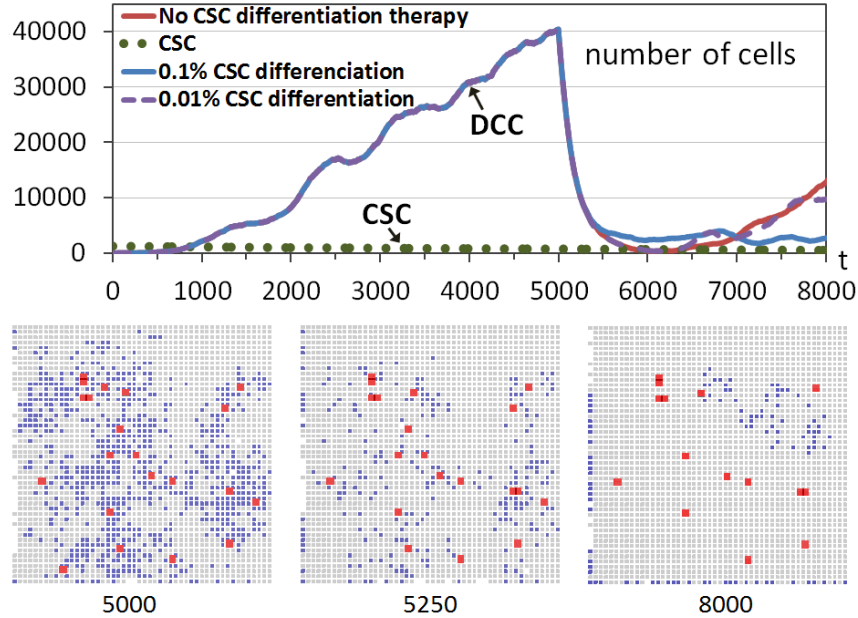 40000
30000
20000
10000
0
No CSC differentiation therapy
CSC
0.1% CSC differenciation
0.01% CSC differentiation
number of cells
DCC
CSC
t
0 1000 2000 3000 4000 5000 6000 7000 8000
5000 5250 8000